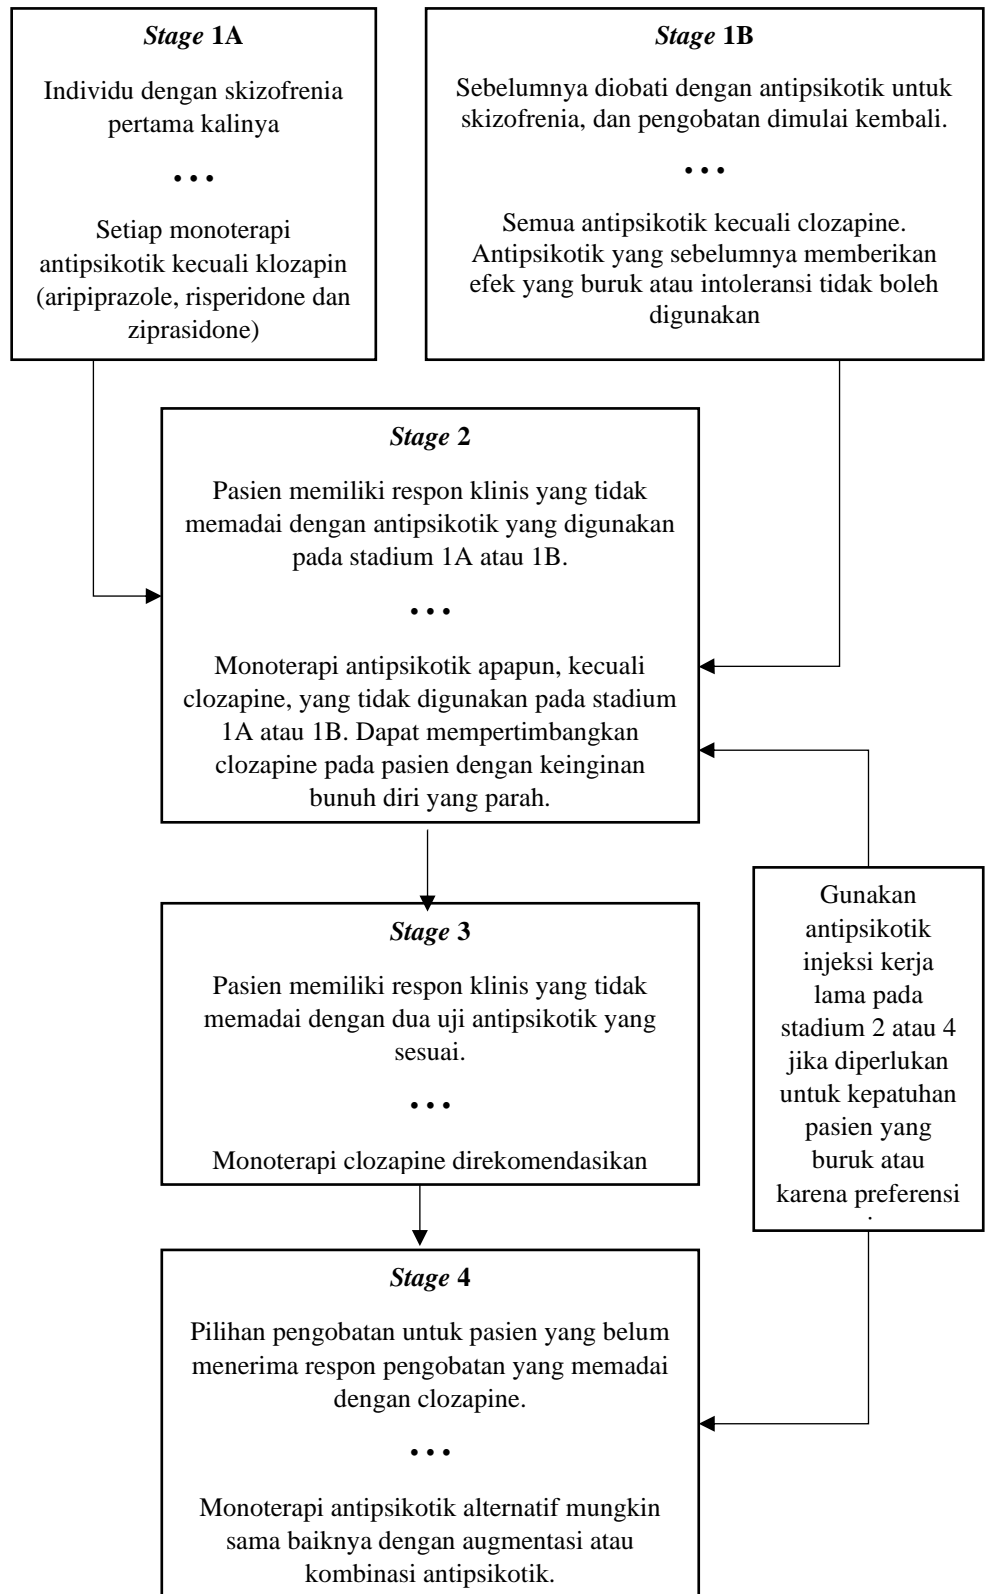 Stage 1A
Individu dengan skizofrenia
pertama kalinya
...
Setiap monoterapi
antipsikotik kecuali klozapin
(aripiprazole, risperidone dan
ziprasidone)
Stage 1B
Sebelumnya diobati dengan antipsikotik untuk
skizofrenia, dan pengobatan dimulai kembali.
...
Semua antipsikotik kecuali clozapine.
Antipsikotik yang sebelumnya memberikan
efek yang buruk atau intoleransi tidak boleh
digunakan
Stage 2
Pasien memiliki respon klinis yang tidak
memadai dengan antipsikotik yang digunakan
pada stadium 1A atau 1B.
...
Monoterapi antipsikotik apapun, kecuali
clozapine, yang tidak digunakan pada stadium
1A atau 1B. Dapat mempertimbangkan
clozapine pada pasien dengan keinginan
bunuh diri yang parah.
Stage 3
Pasien memiliki respon klinis yang tidak
memadai dengan dua uji antipsikotik yang
sesuai.
...
Monoterapi clozapine direkomendasikan
Gunakan
antipsikotik
injeksi kerja
lama pada
stadium 2 atau 4
jika diperlukan
untuk kepatuhan
pasien yang
buruk atau
karena preferensi
Stage 4
Pilihan pengobatan untuk pasien yang belum
menerima respon pengobatan yang memadai
dengan clozapine.
...
Monoterapi antipsikotik alternatif mungkin
sama baiknya dengan augmentasi atau
kombinasi antipsikotik.